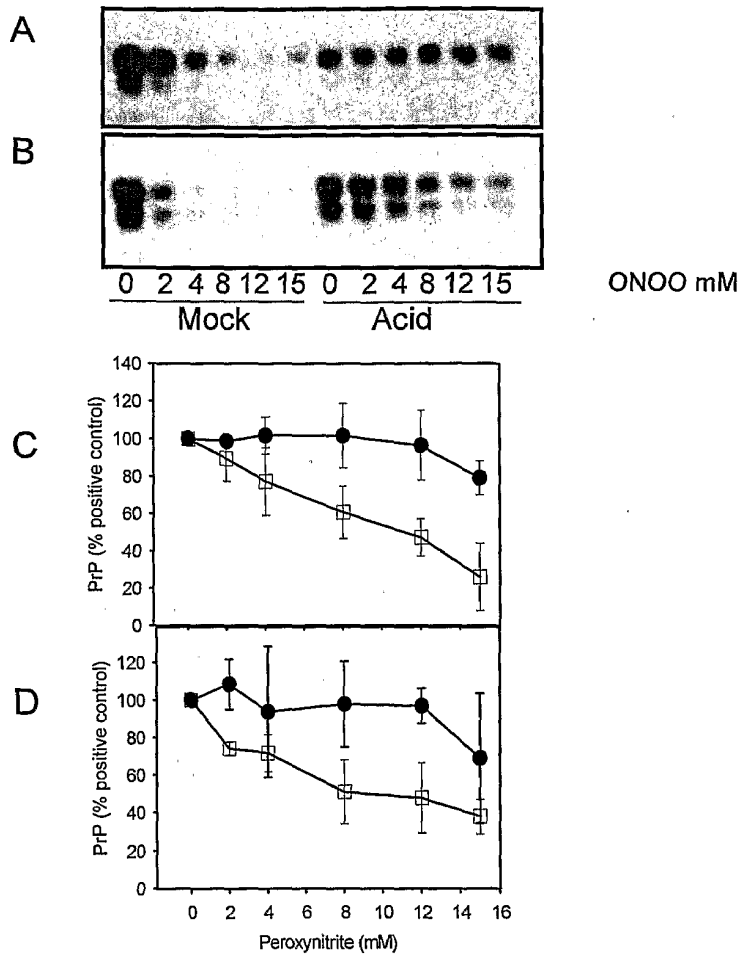 A
B
0 2 4 8 12 15 0 2 4 8 12 15 ONOO mM
Mock Acid
C
140
120
100
80
60
40
20
0
PrP (% positive control)
D
120
100
80
60
40
20
0
PrP (% positive control)
0 2 4 6 8 10 12 14 16
Peroxynitrite (mM)